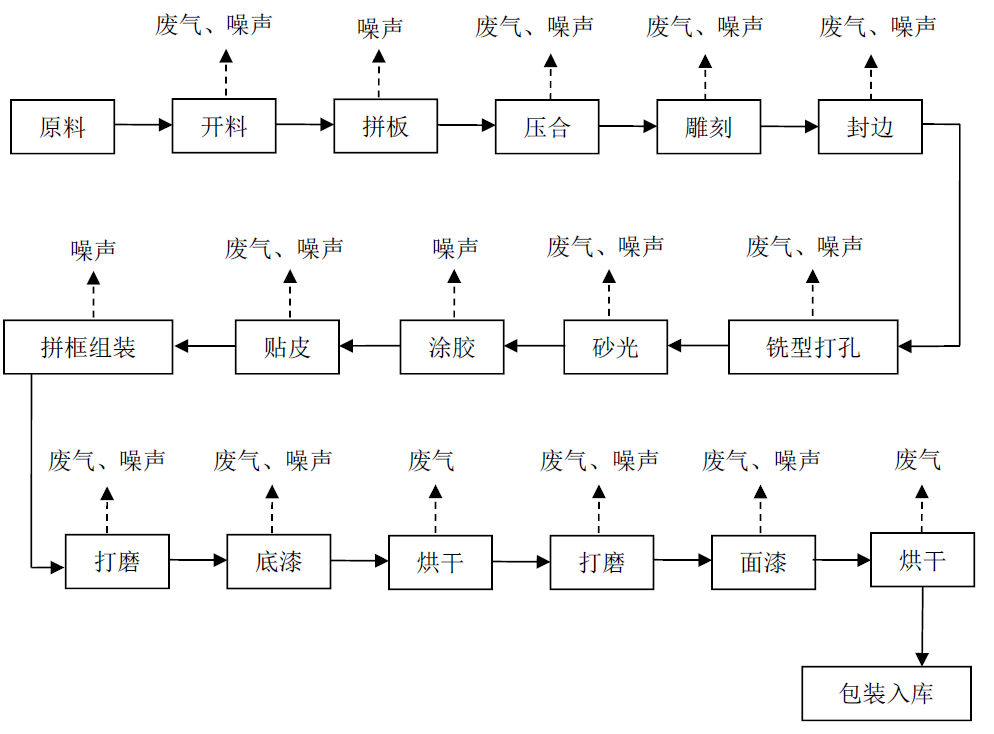 废气、噪声 噪声 废气、噪声 废气、噪声 废气、噪声
原料 开料 拼板 压合 雕刻 封边
噪声 废气、噪声 噪声 废气、噪声 废气、噪声
拼框组装 贴皮 涂胶 砂光 铣型打孔
废气、噪声 废气、噪声 废气 废气、噪声 废气、噪声 废气
打磨 底漆 烘干 打磨 面漆 烘干
包装入库